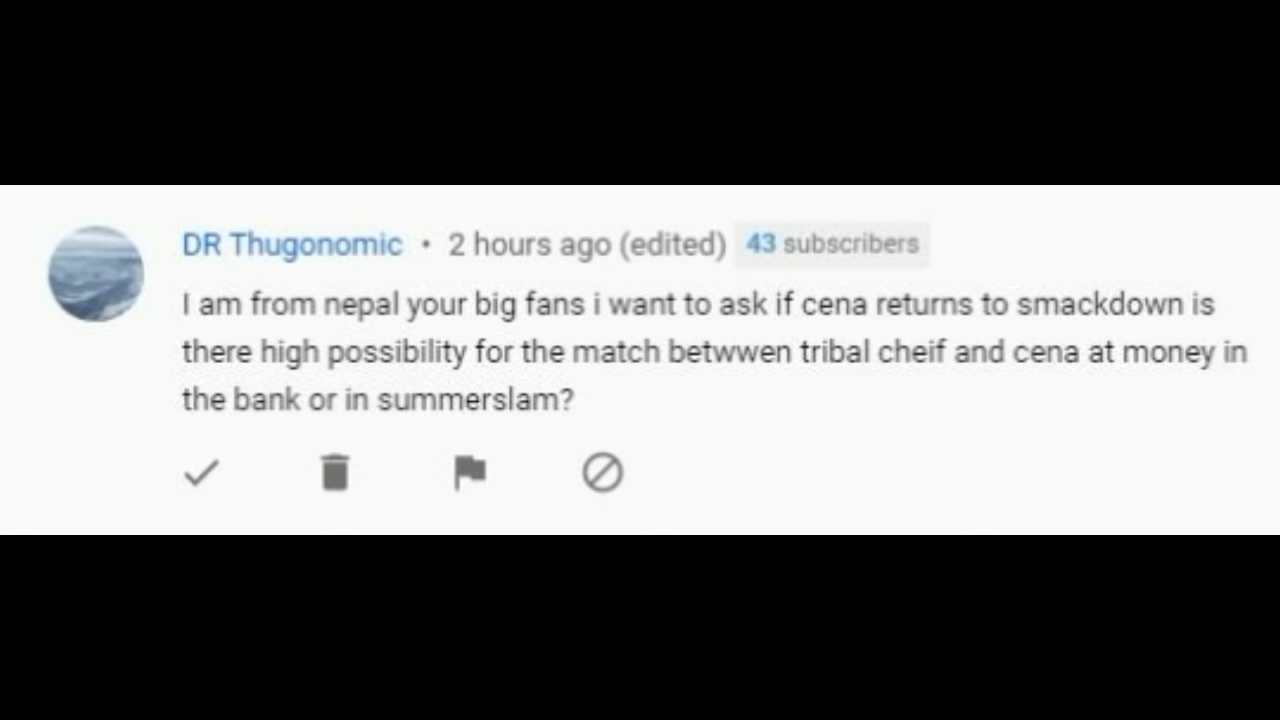 DR Thugonomic • 2 hours ago (edited) 43 subscribers
I am from nepal your big fans i want to ask if cena returns to smackdown is
there high possibility for the match betwwen tribal cheif and cena at money in
the bank or in summerslam?